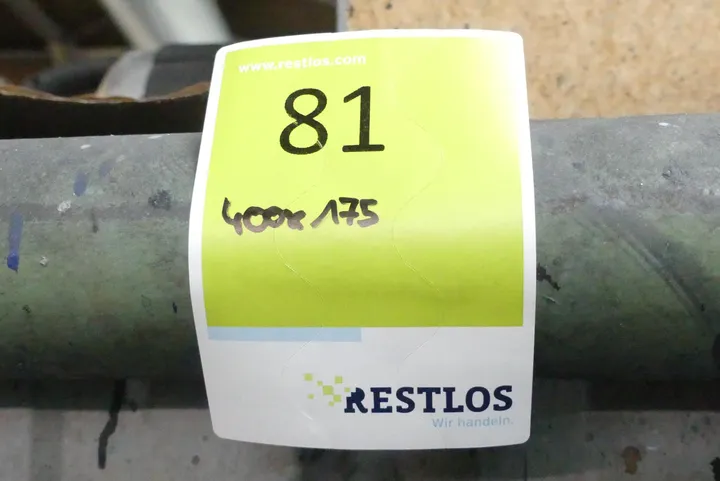 www.restlos.com
81
400x175
RESTLOS
Wir handeln.